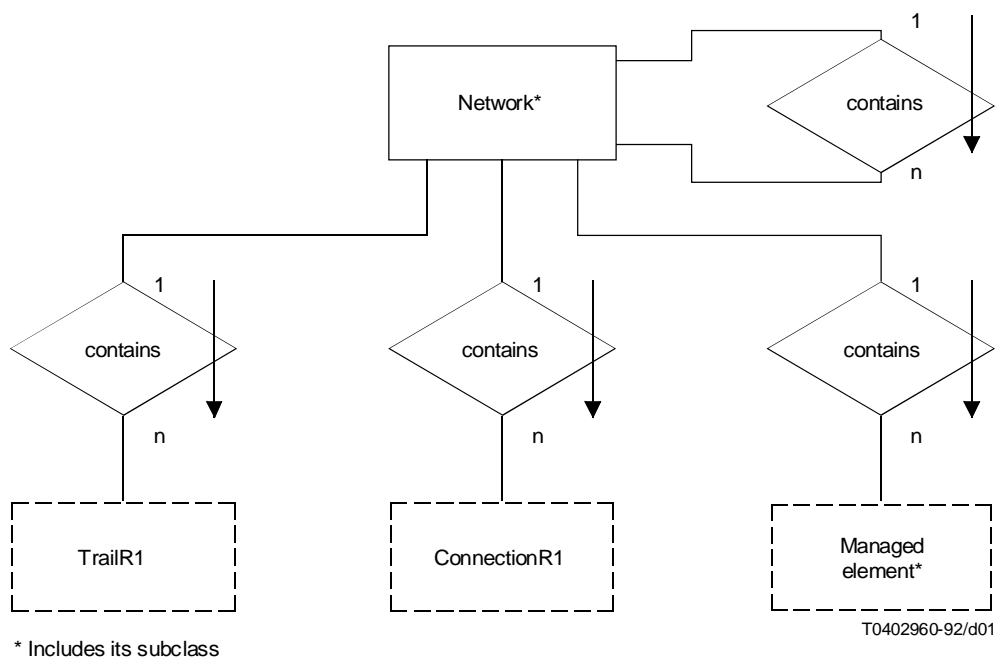 1
Network*
contains
n
1
1
1
contains
contains
contains
n
n
n
TrailR1
ConnectionR1
Managed
element*
T0402960-92/d01
* Includes its subclass